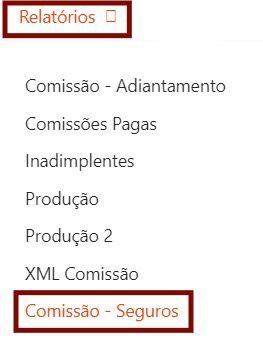 Relatórios
Comissão - Adiantamento
Comissões Pagas
Inadimplentes
Produção
Produção 2
XML Comissão
Comissão - Seguros